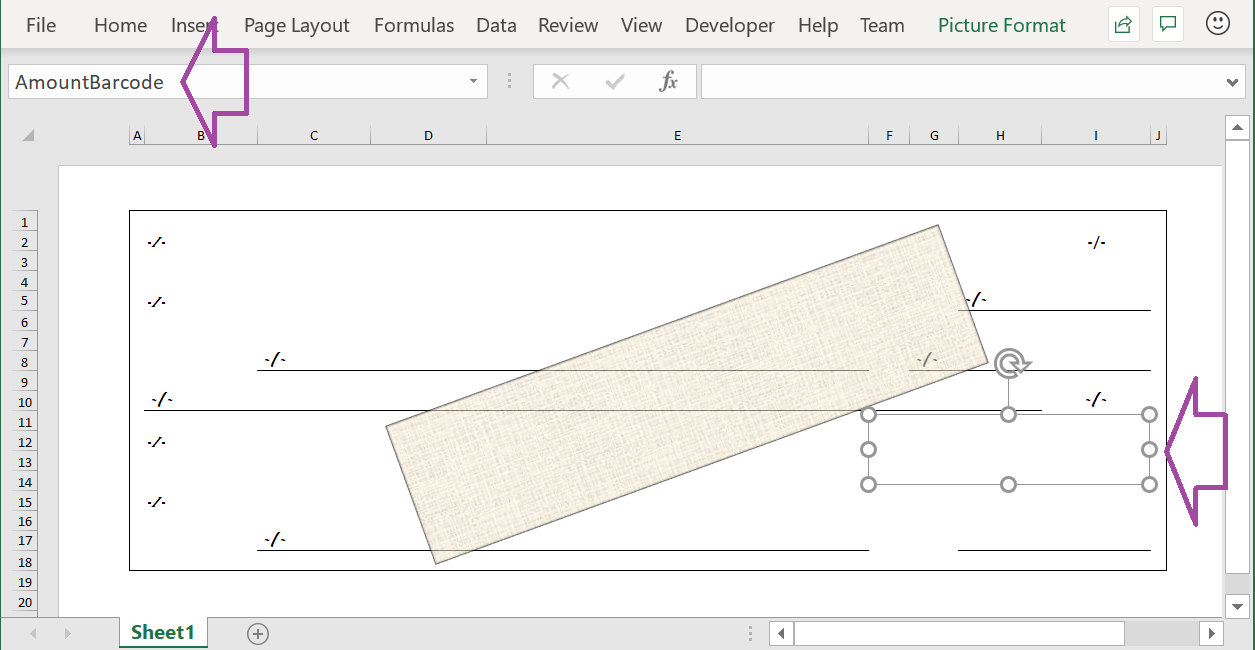 File Home Insert Page Layout Formulas Data Review View Developer Help Team Picture Format
AmountBarcode fx
A B C D E F G H I J
1
2 -/- -/-
3
4
5 -/- -/-
6
7
8 -/- -/-
9
10 -/- -/-
11
12 -/-
13
14
15 -/-
16
17 -/-
18
19
20
Sheet1